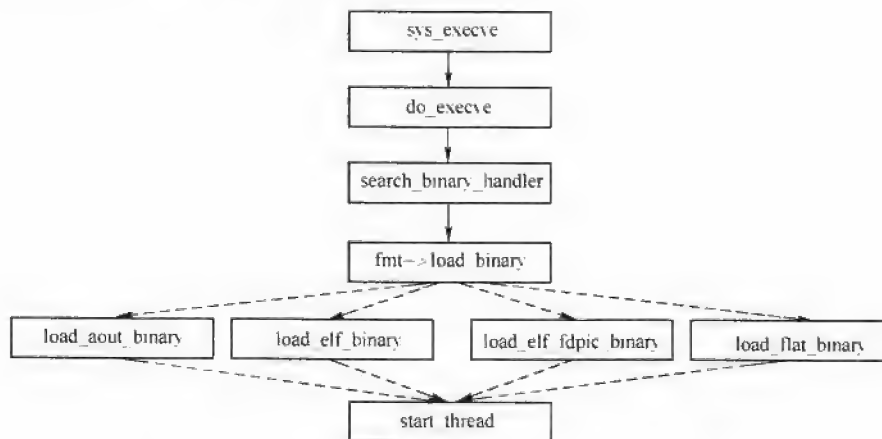 sys_execve
do_execve
search_binary_handler
fmt->load_binary
load_aout_binary
load_elf_binary
load_elf_fdpic_binary
load_flat_binary
start_thread